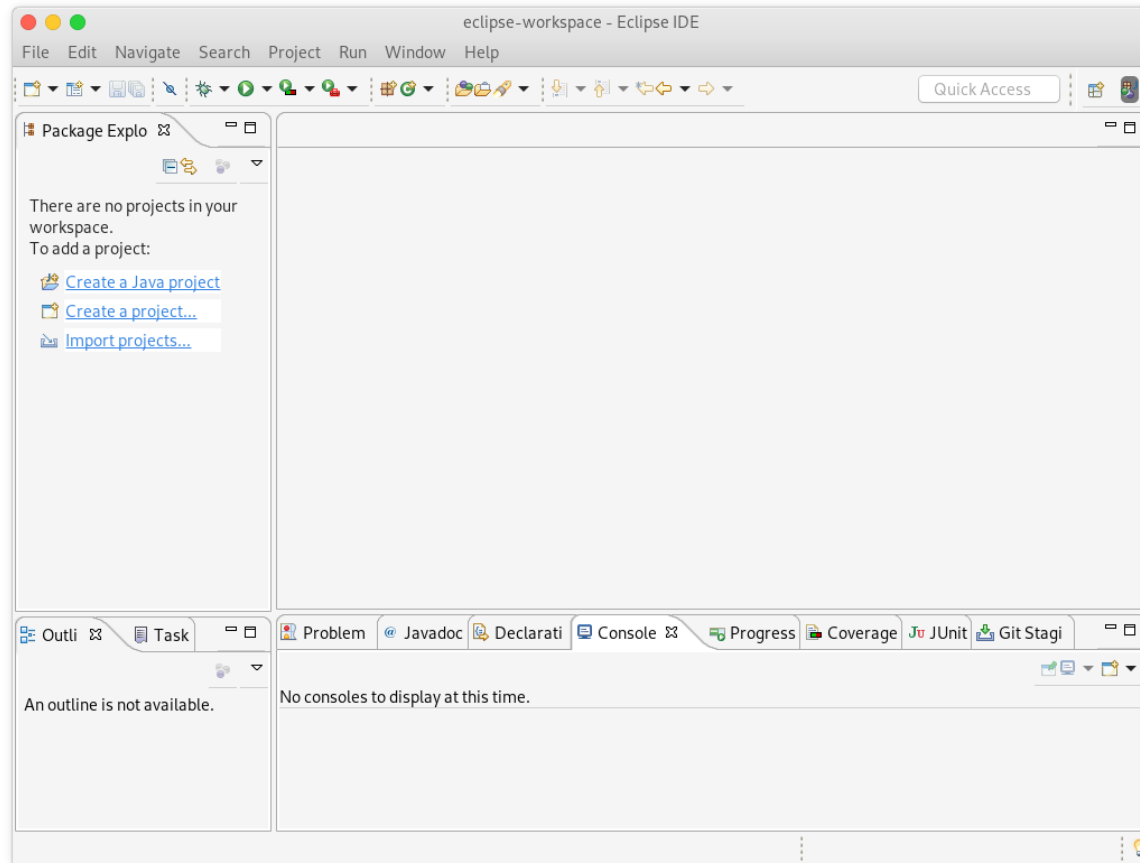 eclipse-workspace - Eclipse IDE
File Edit Navigate Search Project Run Window Help
Quick Access
Package Explo
There are no projects in your
workspace.
To add a project:
Create a Java project
Create a project...
Import projects...
Outli Task
An outline is not available.
Problem @ Javadoc Declarati Console Progress Coverage Ju JUnit Git Stagi
No consoles to display at this time.